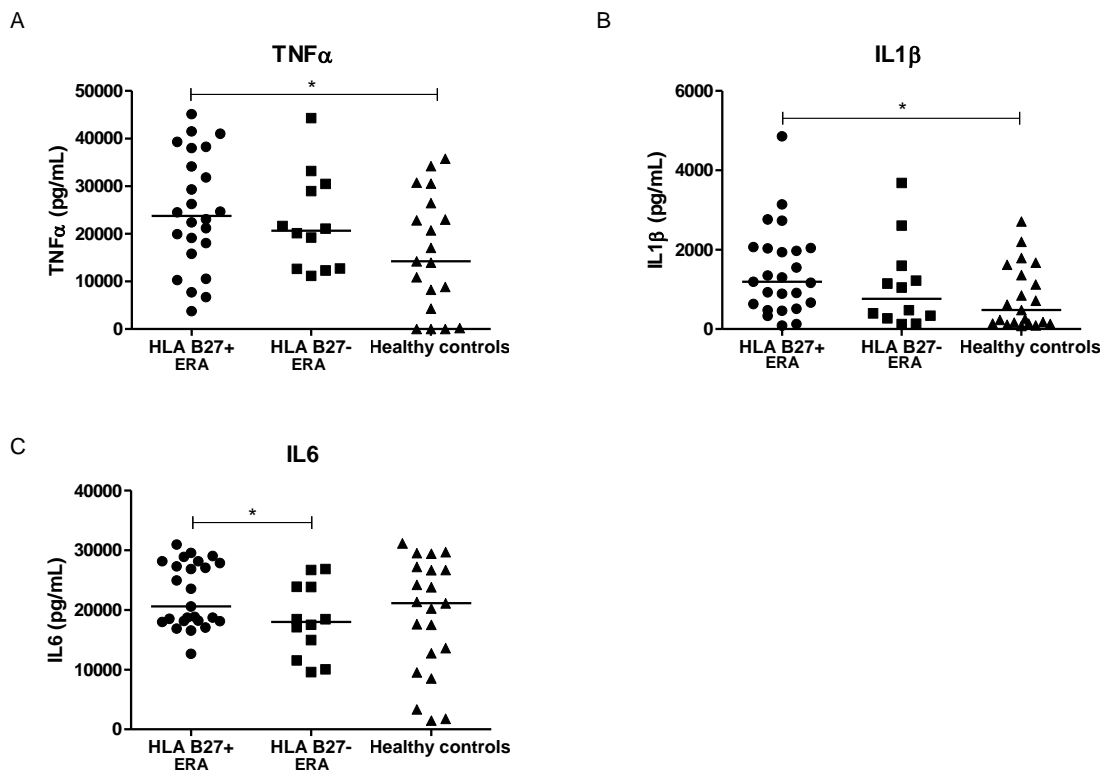 A
TNFα
*
50000
40000
30000
20000
10000
0
TNFα (pg/mL)
HLA B27+
ERA
HLA B27-
ERA
Healthy controls
B
IL1β
*
6000
4000
2000
0
IL1β (pg/mL)
HLA B27+
ERA
HLA B27-
ERA
Healthy controls
C
IL6
*
40000
30000
20000
10000
0
IL6 (pg/mL)
HLA B27+
ERA
HLA B27-
ERA
Healthy controls